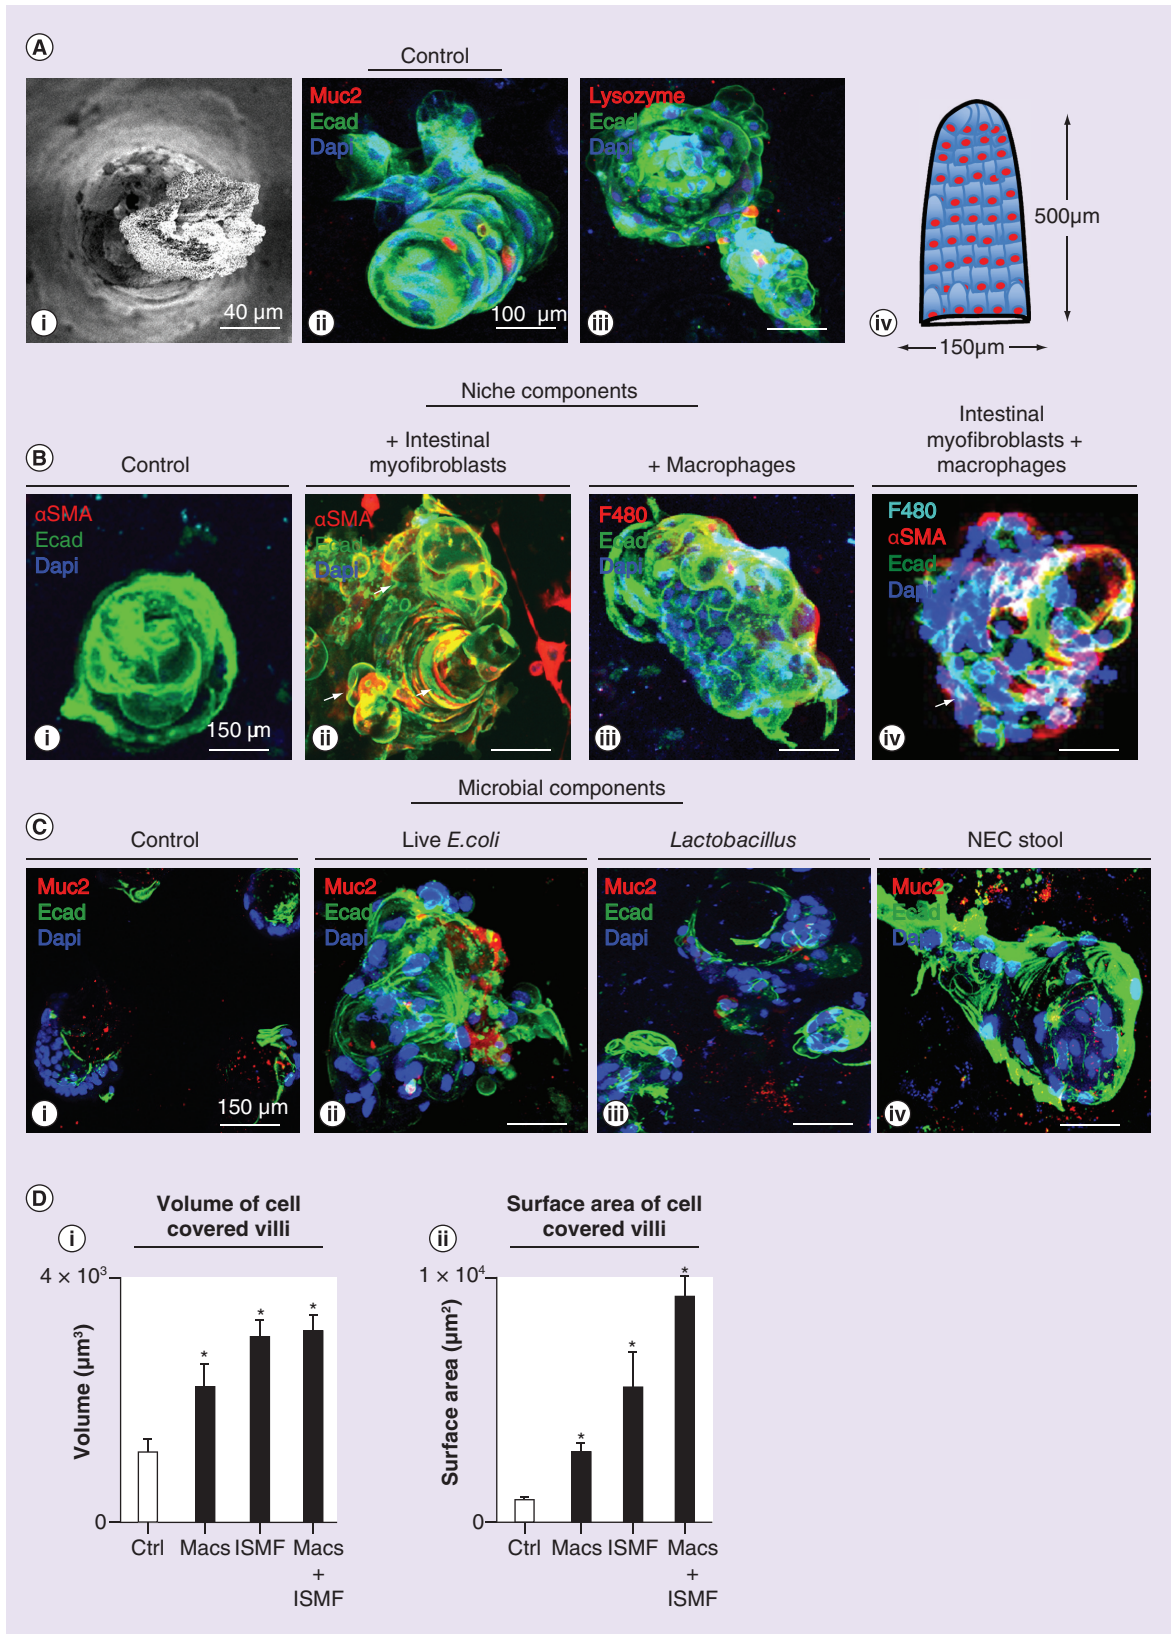 A
Control
i
40 µm
Muc2
Ecad
Dapi
ii
100 µm
Lysozyme
Ecad
Dapi
iii
500µm
iv
150µm
Niche components
B
Control
+ Intestinal
myofibroblasts
+ Macrophages
Intestinal
myofibroblasts +
macrophages
αSMA
Ecad
Dapi
i
150 µm
αSMA
Ecad
Dapi
ii
F480
Ecad
Dapi
iii
F480
αSMA
Ecad
Dapi
iv
Microbial components
C
Control
Live E.coli
Lactobacillus
NEC stool
Muc2
Ecad
Dapi
i
150 µm
Muc2
Ecad
Dapi
ii
Muc2
Ecad
Dapi
iii
Muc2
Ecad
Dapi
iv
D
i
Volume of cell
covered villi
4 × 10³
Volume (µm³)
0
* * *
Ctrl Macs ISMF Macs
+
ISMF
ii
Surface area of cell
covered villi
1 × 10⁴
Surface area (µm²)
0
* * *
Ctrl Macs ISMF Macs
+
ISMF